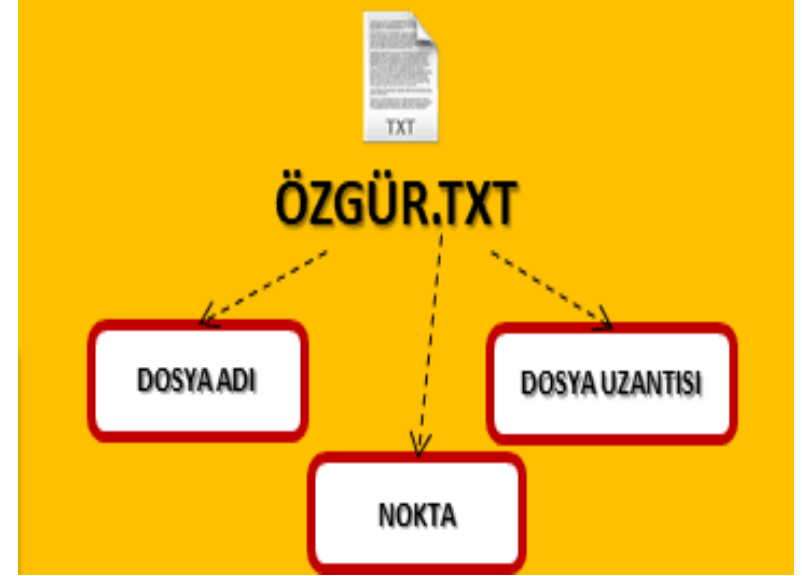 TXT
ÖZGÜR.TXT
DOSYA ADI
DOSYA UZANTISI
NOKTA